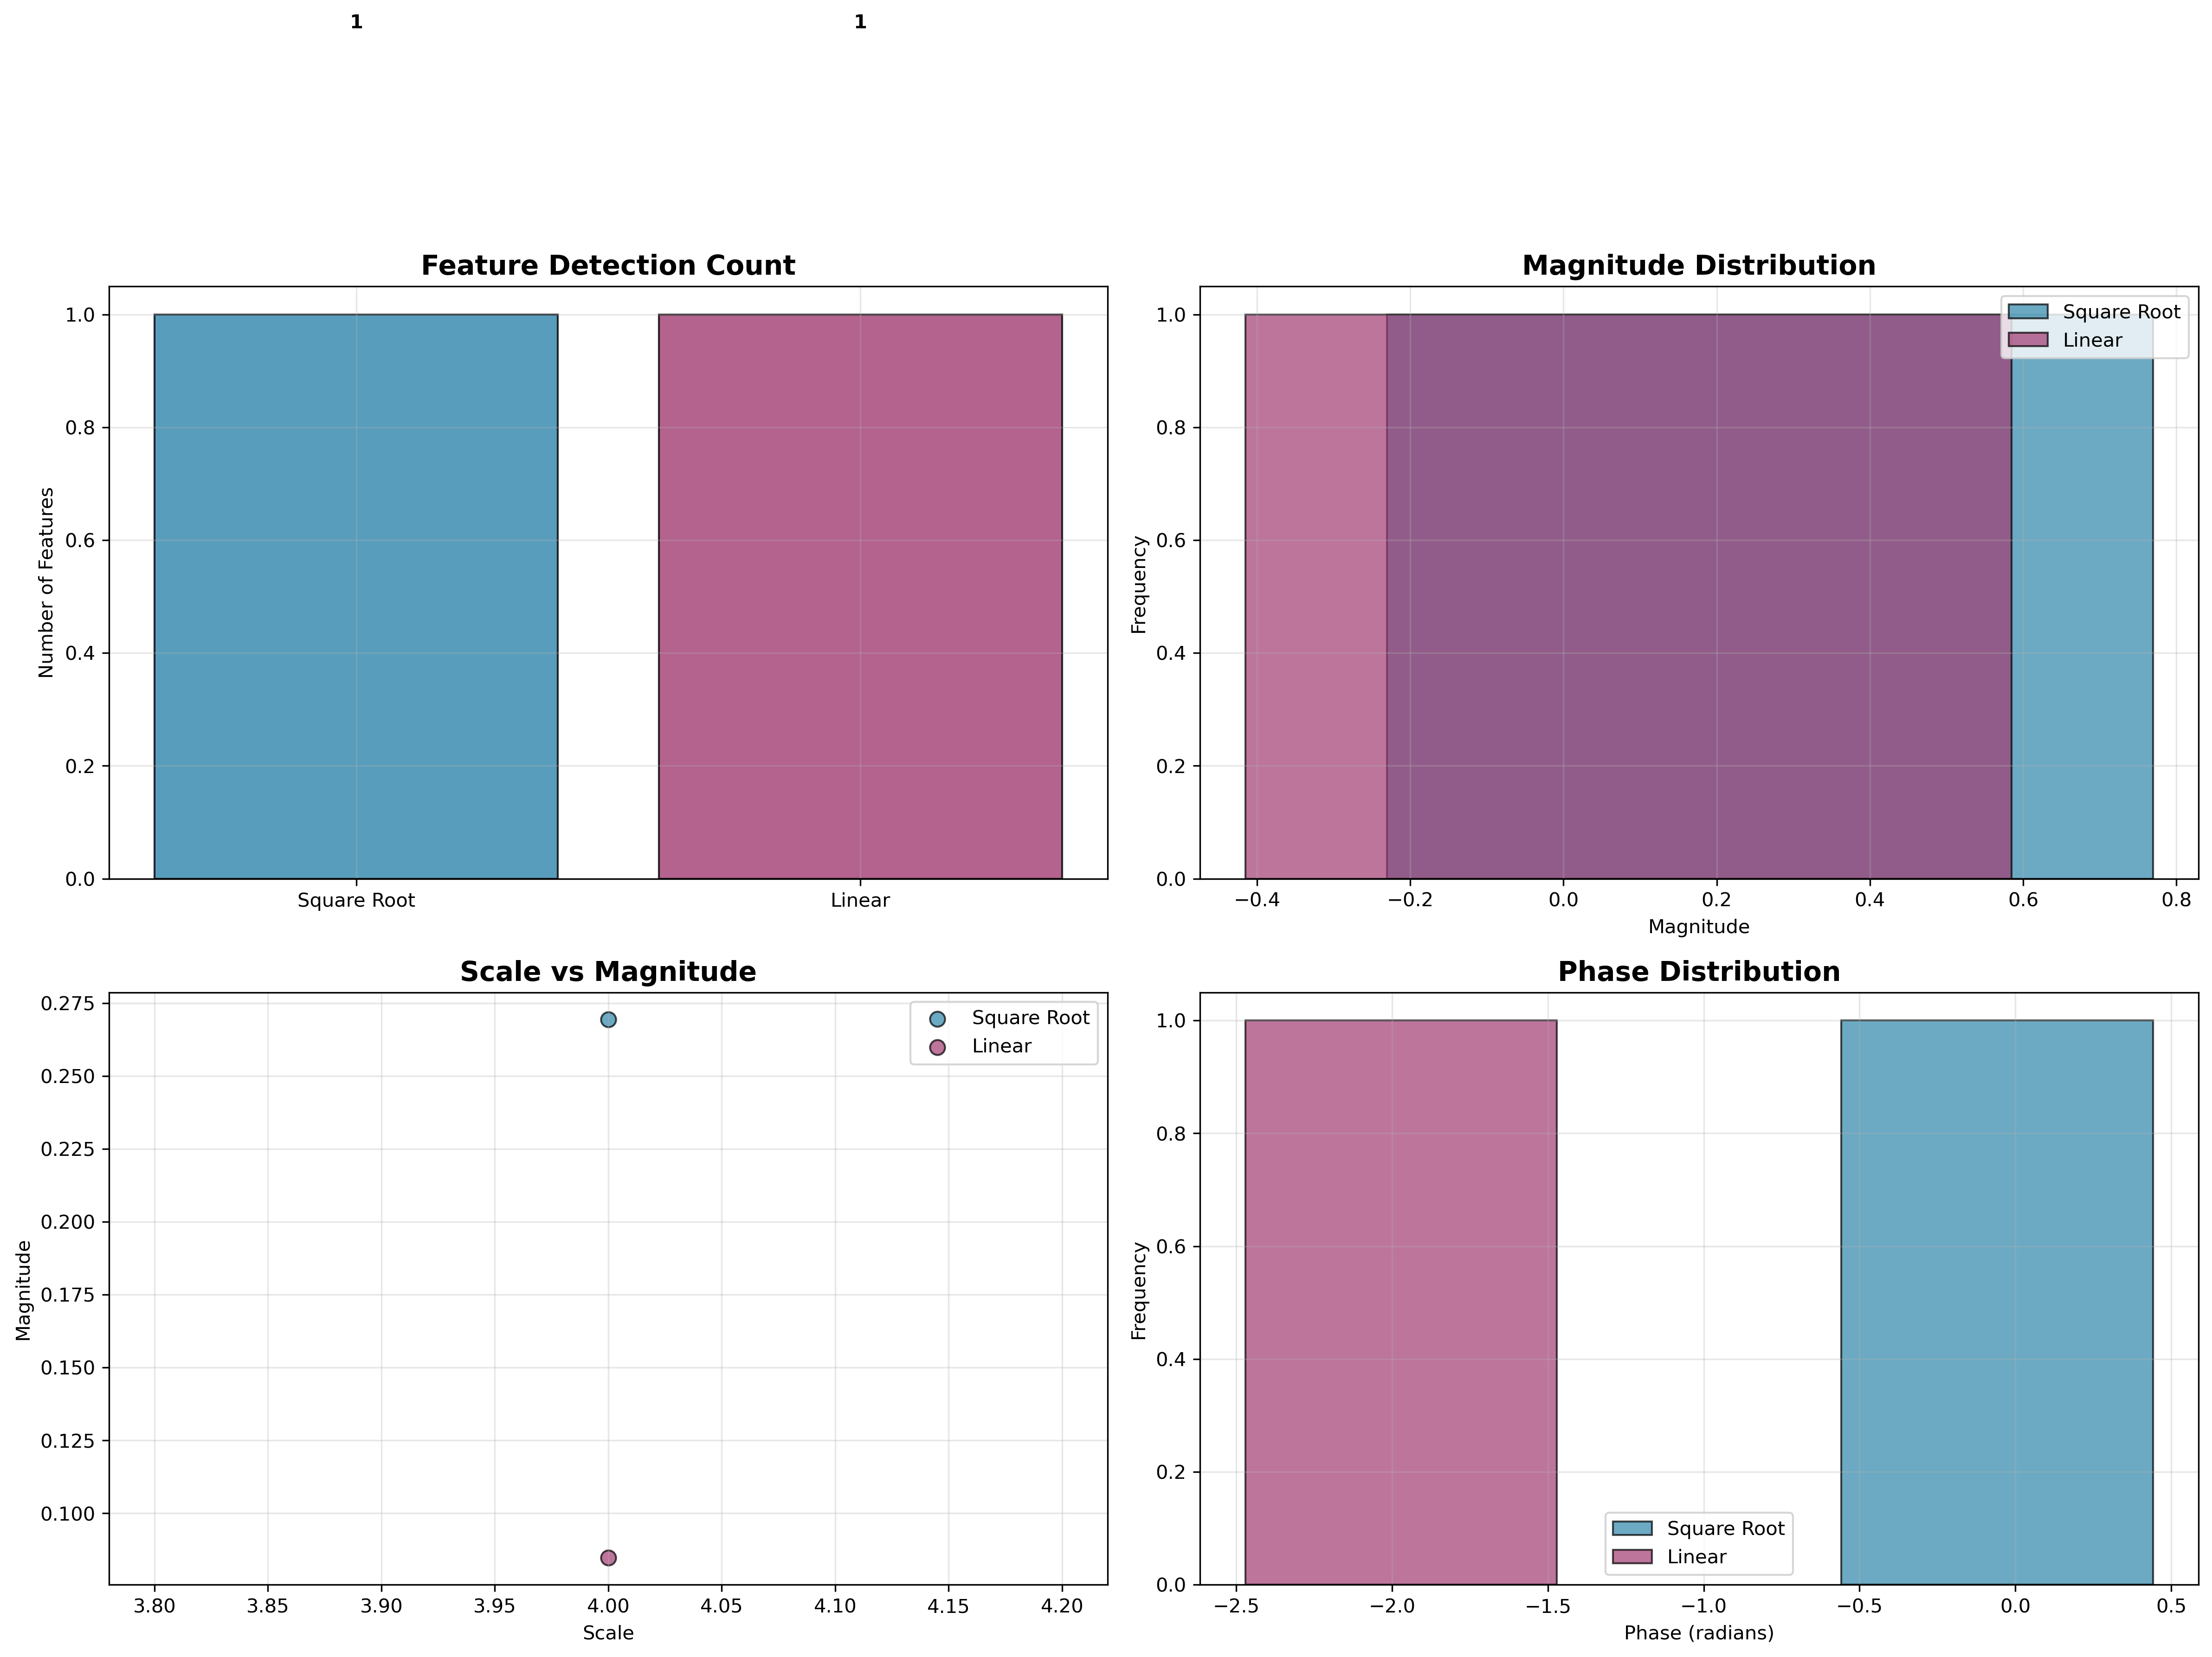 1
1
Feature Detection Count
Number of Features
1.0
0.8
0.6
0.4
0.2
0.0
Square Root
Linear
Magnitude Distribution
Frequency
1.0
0.8
0.6
0.4
0.2
0.0
Square Root
Linear
−0.4
−0.2
0.0
0.2
0.4
0.6
0.8
Magnitude
Scale vs Magnitude
Magnitude
0.275
0.250
0.225
0.200
0.175
0.150
0.125
0.100
Square Root
Linear
3.80
3.85
3.90
3.95
4.00
4.05
4.10
4.15
4.20
Scale
Phase Distribution
Frequency
1.0
0.8
0.6
0.4
0.2
0.0
Square Root
Linear
−2.5
−2.0
−1.5
−1.0
−0.5
0.0
0.5
Phase (radians)